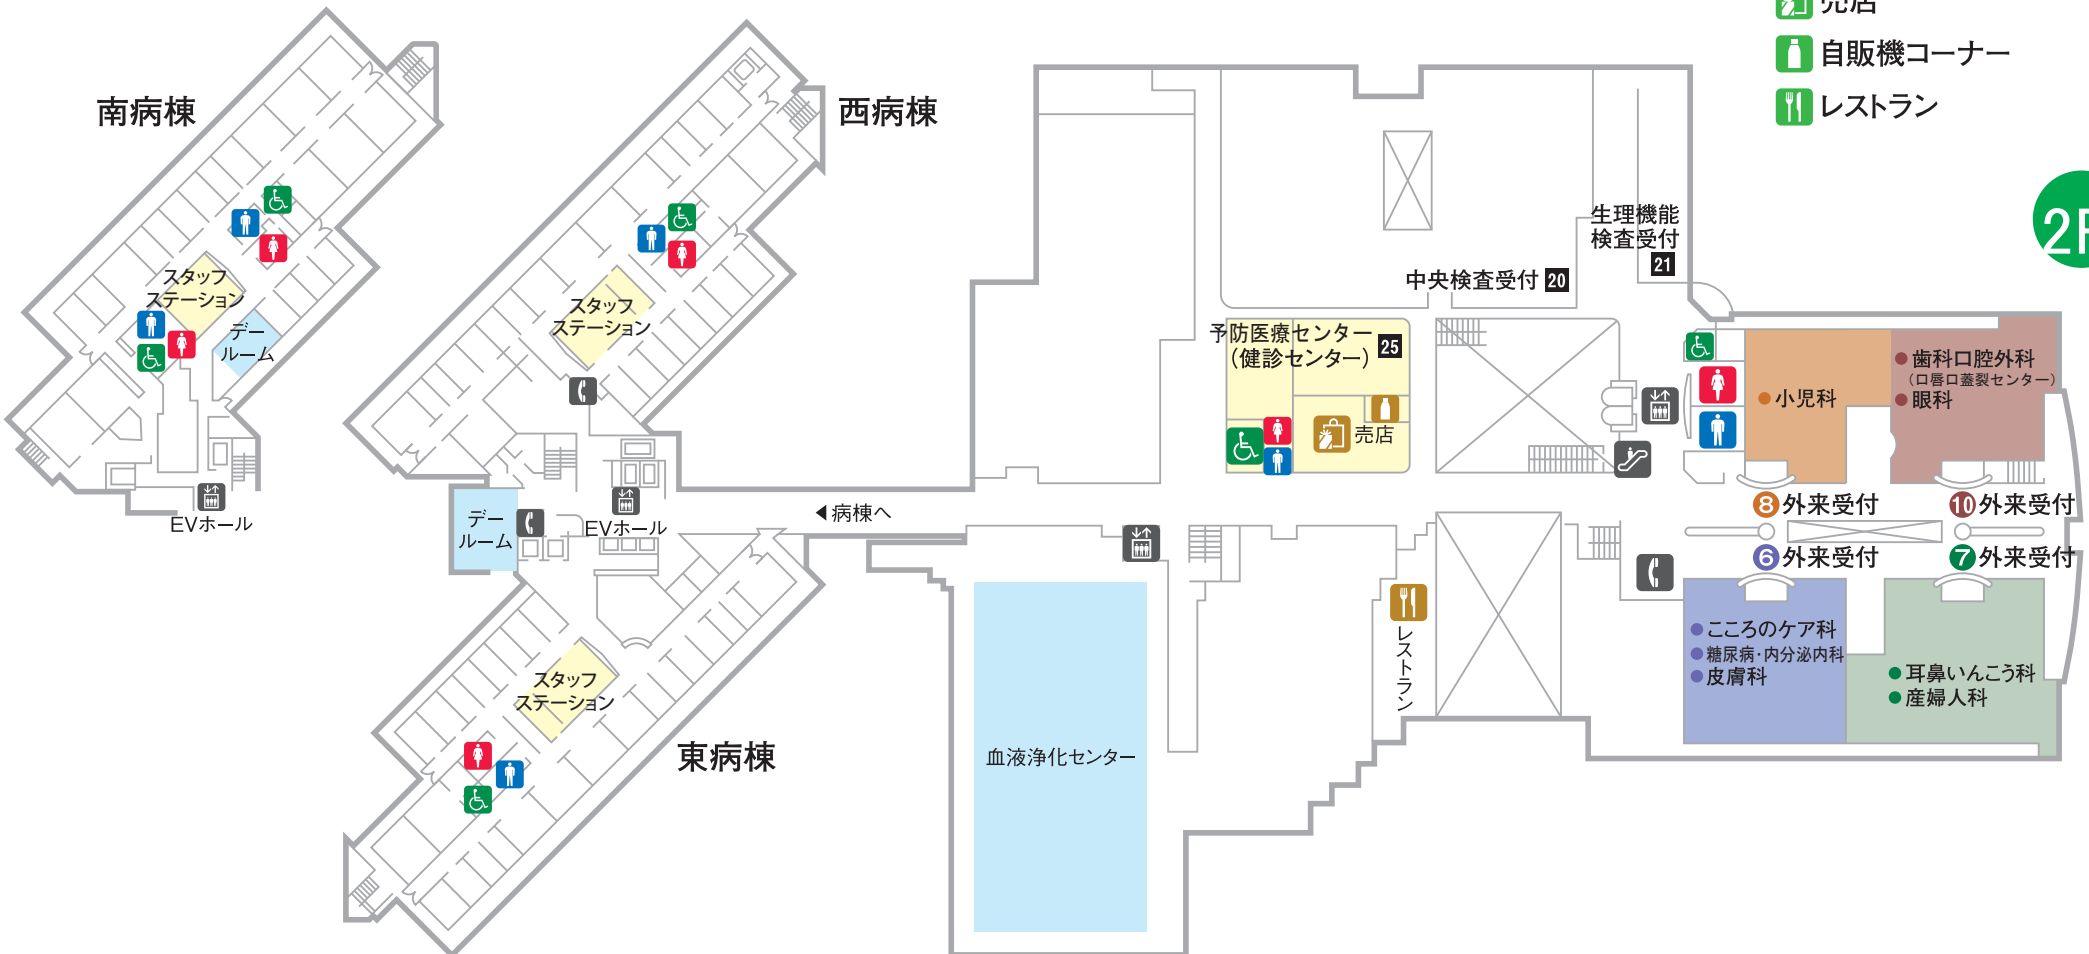 売店
自販機コーナー
レストラン
南病棟
西病棟
スタッフ
ステーション
デー
ルーム
EVホール
スタッフ
ステーション
デー
ルーム
EVホール
◀病棟へ
スタッフ
ステーション
東病棟
生理機能
検査受付
21
中央検査受付 20
予防医療センター
(健診センター) 25
売店
レストラン
血液浄化センター
● 小児科
● 歯科口腔外科
(口唇口蓋裂センター)
● 眼科
8 外来受付
10 外来受付
6 外来受付
7 外来受付
● こころのケア科
● 糖尿病・内分泌内科
● 皮膚科
● 耳鼻いんこう科
● 産婦人科